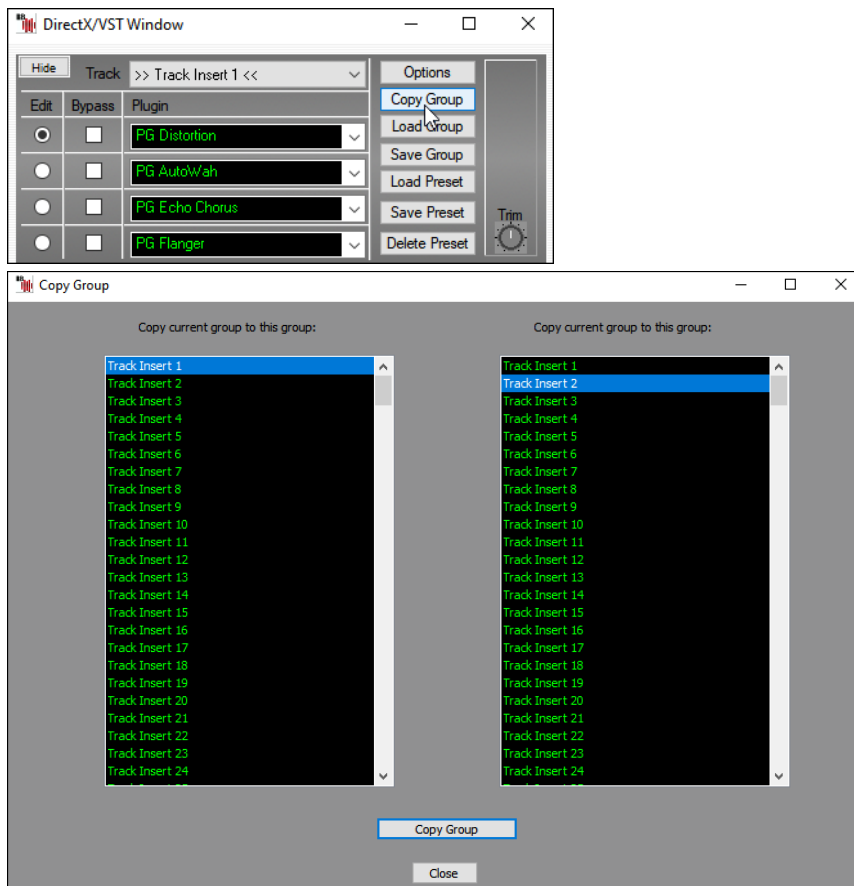 DirectX/VST Window
Hide Track >> Track Insert 1 << Options
Edit Bypass Plugin Copy Group
PG Distortion Load Group
Save Group
PG AutoWah Load Preset
PG Echo Chorus Save Preset Trim
PG Flanger Delete Preset
Copy Group
Copy current group to this group:
Track Insert 1
Track Insert 2
Track Insert 3
Track Insert 4
Track Insert 5
Track Insert 6
Track Insert 7
Track Insert 8
Track Insert 9
Track Insert 10
Track Insert 11
Track Insert 12
Track Insert 13
Track Insert 14
Track Insert 15
Track Insert 16
Track Insert 17
Track Insert 18
Track Insert 19
Track Insert 20
Track Insert 21
Track Insert 22
Track Insert 23
Track Insert 24
Copy current group to this group:
Track Insert 1
Track Insert 2
Track Insert 3
Track Insert 4
Track Insert 5
Track Insert 6
Track Insert 7
Track Insert 8
Track Insert 9
Track Insert 10
Track Insert 11
Track Insert 12
Track Insert 13
Track Insert 14
Track Insert 15
Track Insert 16
Track Insert 17
Track Insert 18
Track Insert 19
Track Insert 20
Track Insert 21
Track Insert 22
Track Insert 23
Track Insert 24
Copy Group
Close